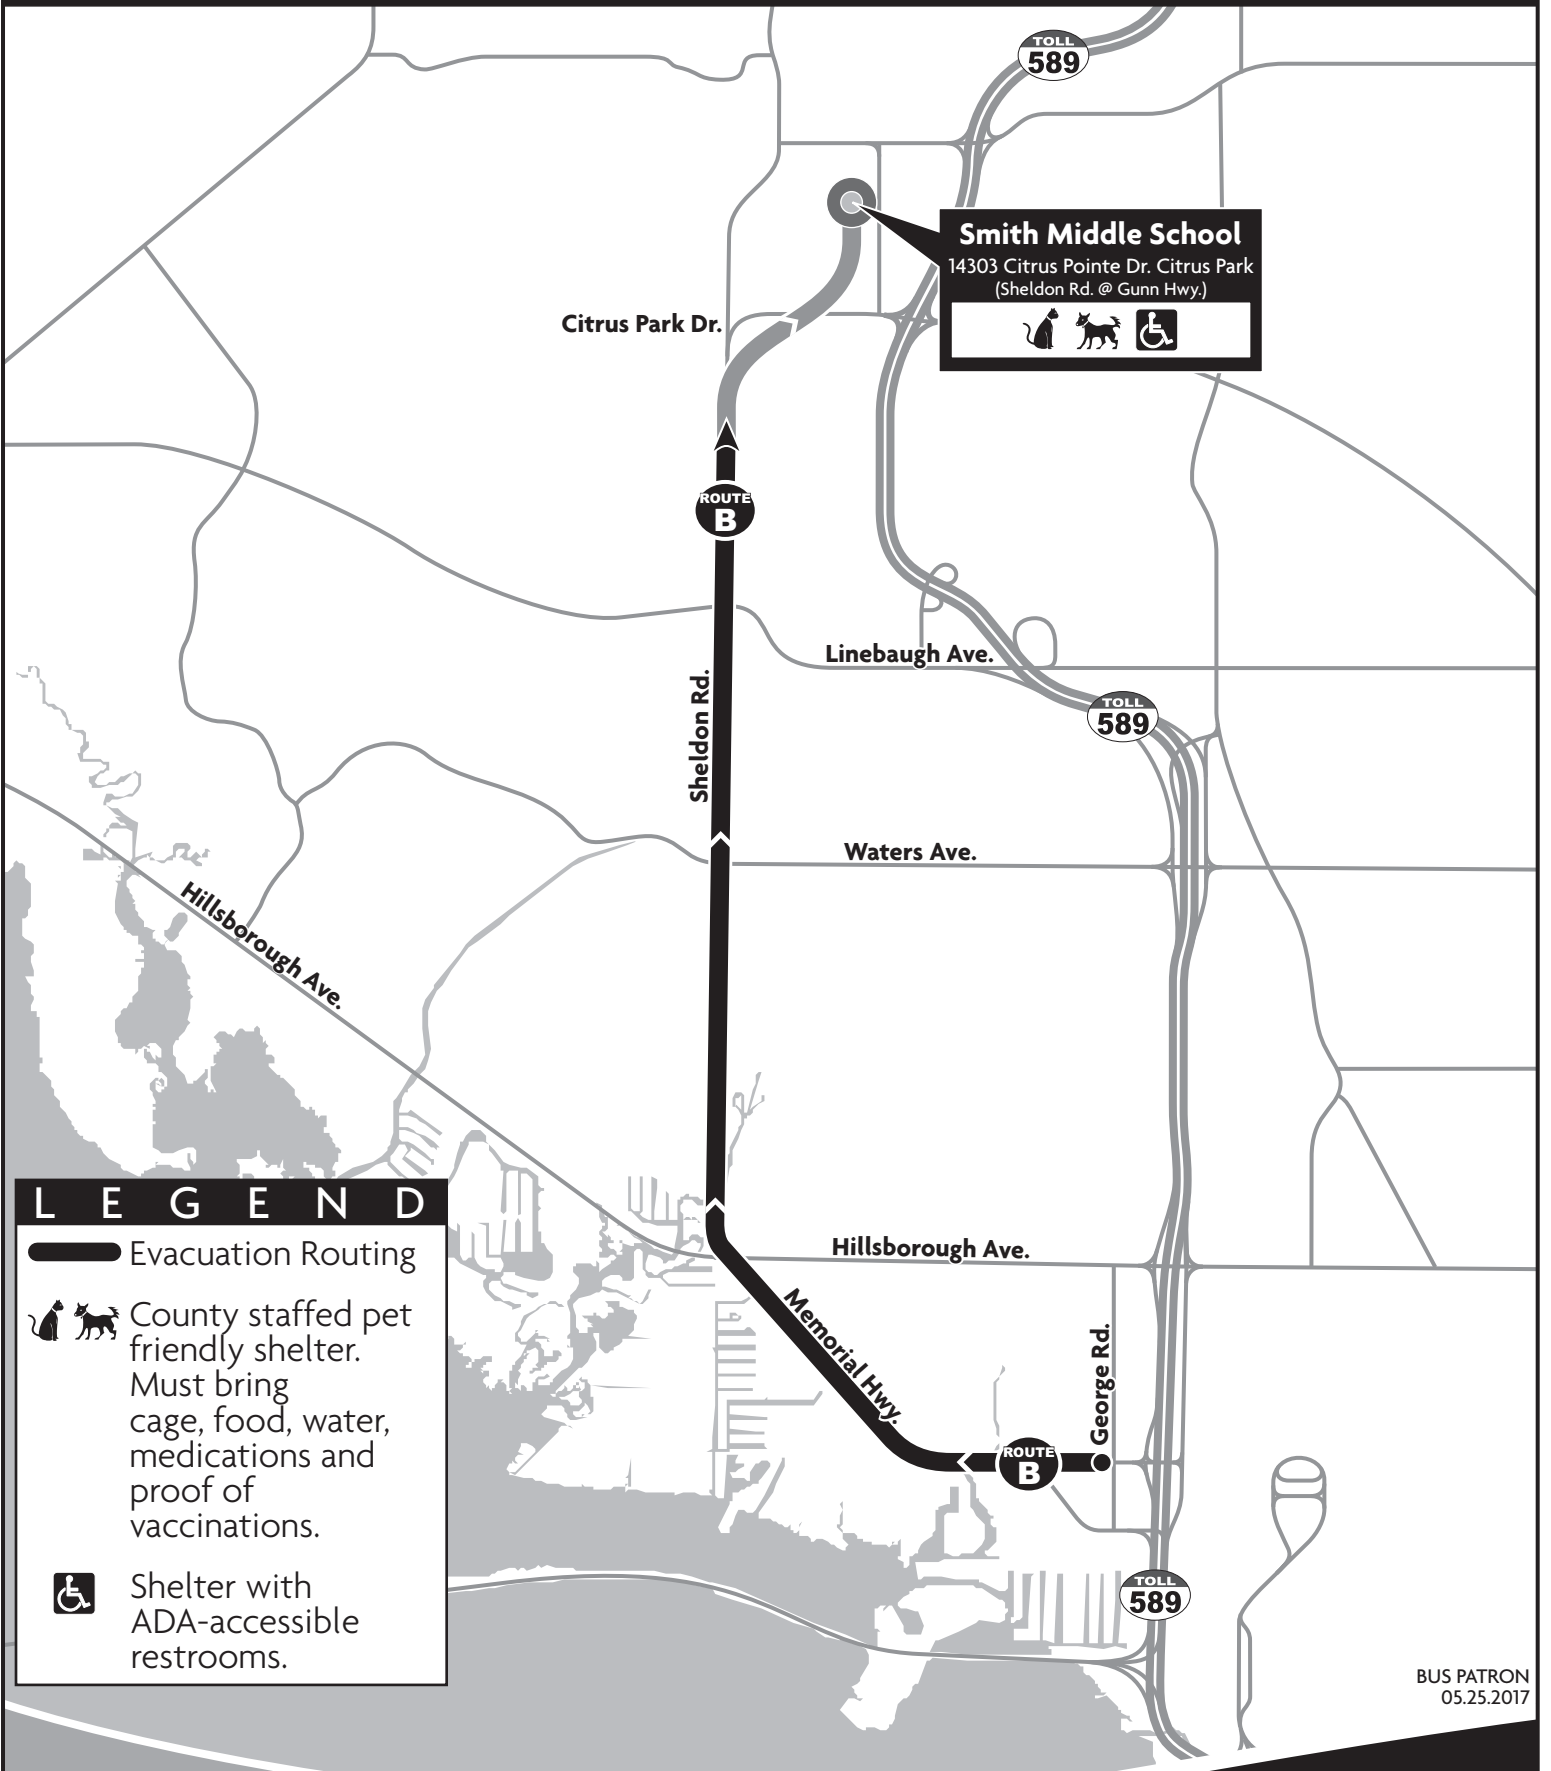 TOLL
589
Smith Middle School
14303 Citrus Pointe Dr. Citrus Park
(Sheldon Rd. @ Gunn Hwy.)
Citrus Park Dr.
ROUTE
B
Linebaugh Ave.
Sheldon Rd.
TOLL
589
Waters Ave.
Hillsborough Ave.
Hillsborough Ave.
Memorial Hwy.
George Rd.
ROUTE
B
TOLL
589
LEGEND
Evacuation Routing
County staffed pet
friendly shelter.
Must bring
cage, food, water,
medications and
proof of
vaccinations.
Shelter with
ADA-accessible
restrooms.
BUS PATRON
05.25.2017